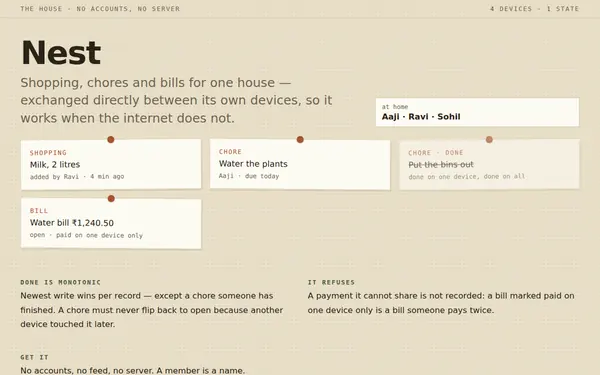 THE HOUSE · NO ACCOUNTS, NO SERVER
4 DEVICES · 1 STATE
Nest
Shopping, chores and bills for one house —
exchanged directly between its own devices, so it
works when the internet does not.
at home
Aaji · Ravi · Sohil
SHOPPING
Milk, 2 litres
added by Ravi · 4 min ago
CHORE
Water the plants
Aaji · due today
CHORE · DONE
Put the bins out
done on one device, done on all
BILL
Water bill ₹1,240.50
open · paid on one device only
DONE IS MONOTONIC
Newest write wins per record — except a chore someone has
finished. A chore must never flip back to open because another
device touched it later.
IT REFUSES
A payment it cannot share is not recorded: a bill marked paid on
one device only is a bill someone pays twice.
GET IT
No accounts, no feed, no server. A member is a name.